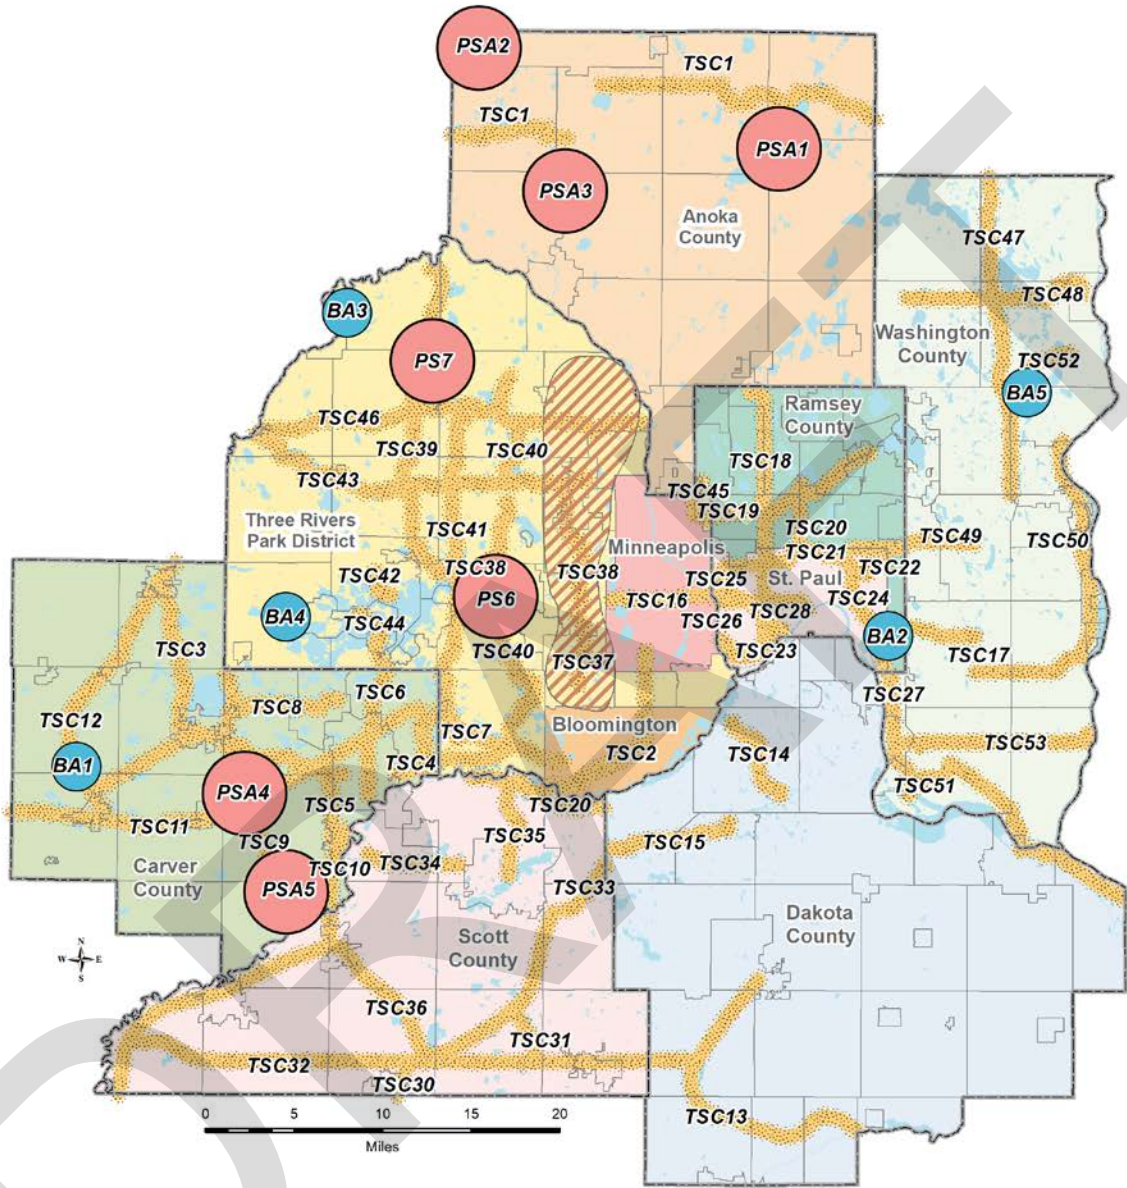 PSA2
TSC1
TSC1
PSA1
PSA3
Anoka
County
TSC47
TSC48
BA3
Washington
County
PS7
TSC52
BA5
TSC46
Ramsey
County
TSC39
TSC40
TSC18
TSC43
TSC45
TSC19
Three Rivers
Park District
TSC41
TSC20
TSC49
TSC50
Minneapolis
TSC21
TSC42
TSC38
TSC38
TSC25
St. Paul
TSC22
PS6
TSC16
TSC28
TSC24
BA4
TSC44
TSC26
BA2
TSC3
TSC40
TSC37
TSC23
TSC17
TSC6
TSC27
TSC8
TSC12
TSC7
Bloomington
TSC53
TSC2
TSC14
BA1
TSC4
PSA4
TSC51
TSC5
TSC20
TSC11
TSC9
TSC35
TSC15
Carver
County
TSC10
TSC34
PSA5
TSC33
Dakota
County
Scott
County
N
W E
S
TSC36
TSC31
TSC32
TSC30
TSC13
0 5 10 15 20
Miles
DRAFT